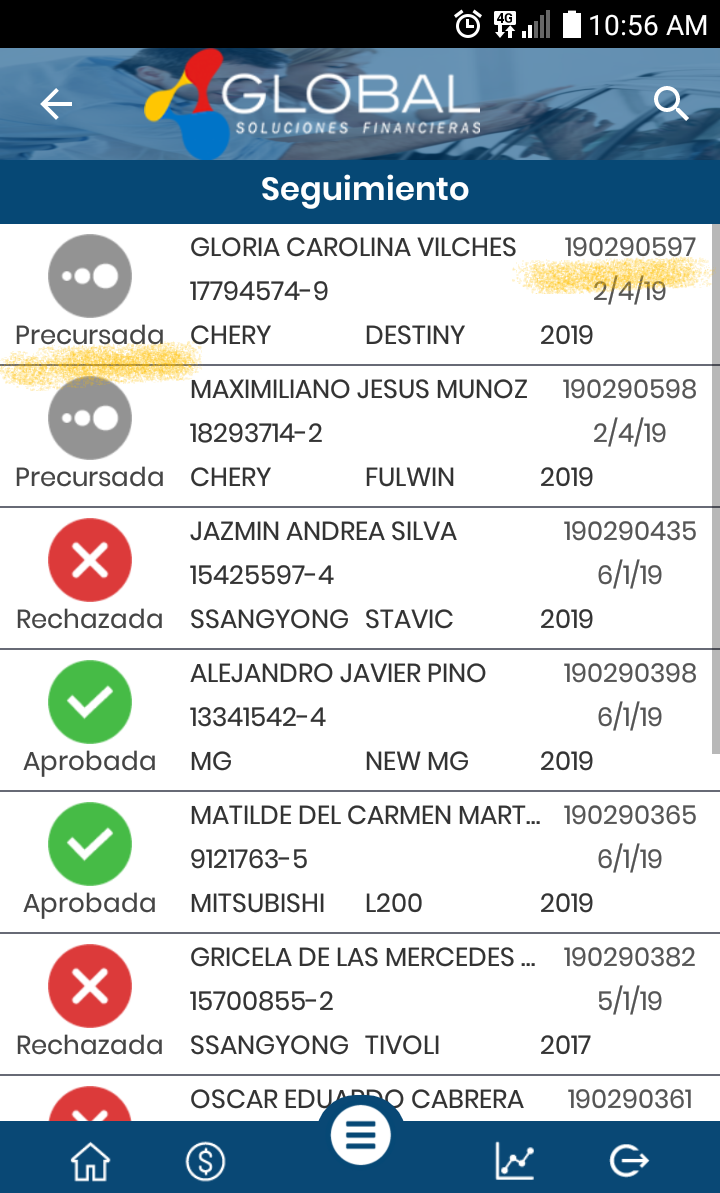 4G 10:56 AM
GLOBAL
SOLUCIONES FINANCIERAS
Seguimiento
GLORIA CAROLINA VILCHES 190290597
17794574-9 2/4/19
Precursada CHERY DESTINY 2019
MAXIMILIANO JESUS MUNOZ 190290598
18293714-2 2/4/19
Precursada CHERY FULWIN 2019
JAZMIN ANDREA SILVA 190290435
15425597-4 6/1/19
Rechazada SSANGYONG STAVIC 2019
ALEJANDRO JAVIER PINO 190290398
13341542-4 6/1/19
Aprobada MG NEW MG 2019
MATILDE DEL CARMEN MART... 190290365
9121763-5 6/1/19
Aprobada MITSUBISHI L200 2019
GRICELA DE LAS MERCEDES ... 190290382
15700855-2 5/1/19
Rechazada SSANGYONG TIVOLI 2017
OSCAR EDUARDO CABRERA 190290361